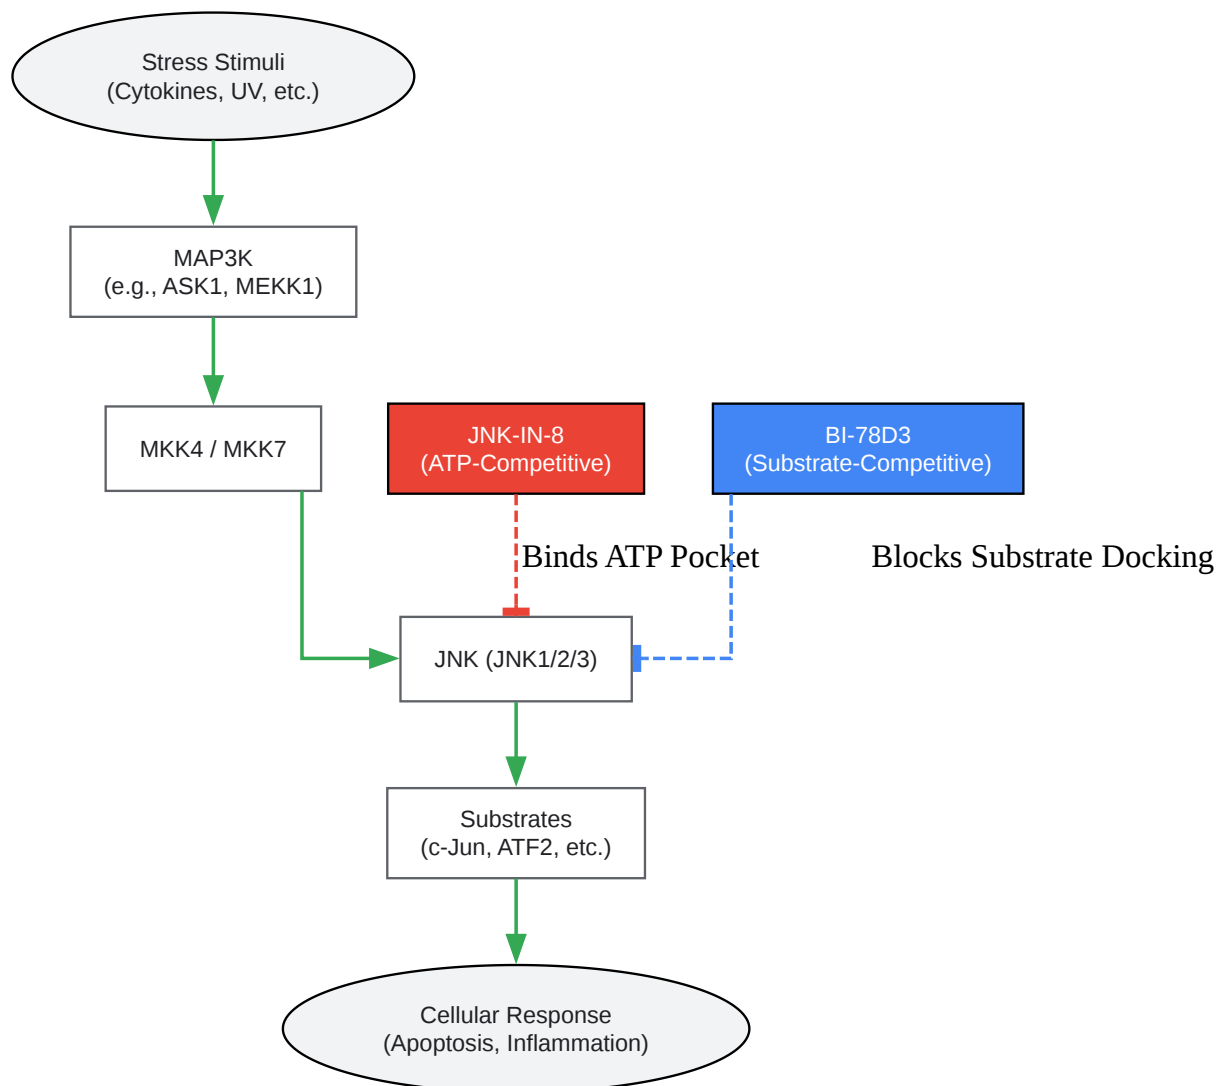 Stress Stimuli
(Cytokines, UV, etc.)
MAP3K
(e.g., ASK1, MEKK1)
MKK4 / MKK7
JNK-IN-8
(ATP-Competitive)
BI-78D3
(Substrate-Competitive)
Binds ATP Pocket
Blocks Substrate Docking
JNK (JNK1/2/3)
Substrates
(c-Jun, ATF2, etc.)
Cellular Response
(Apoptosis, Inflammation)